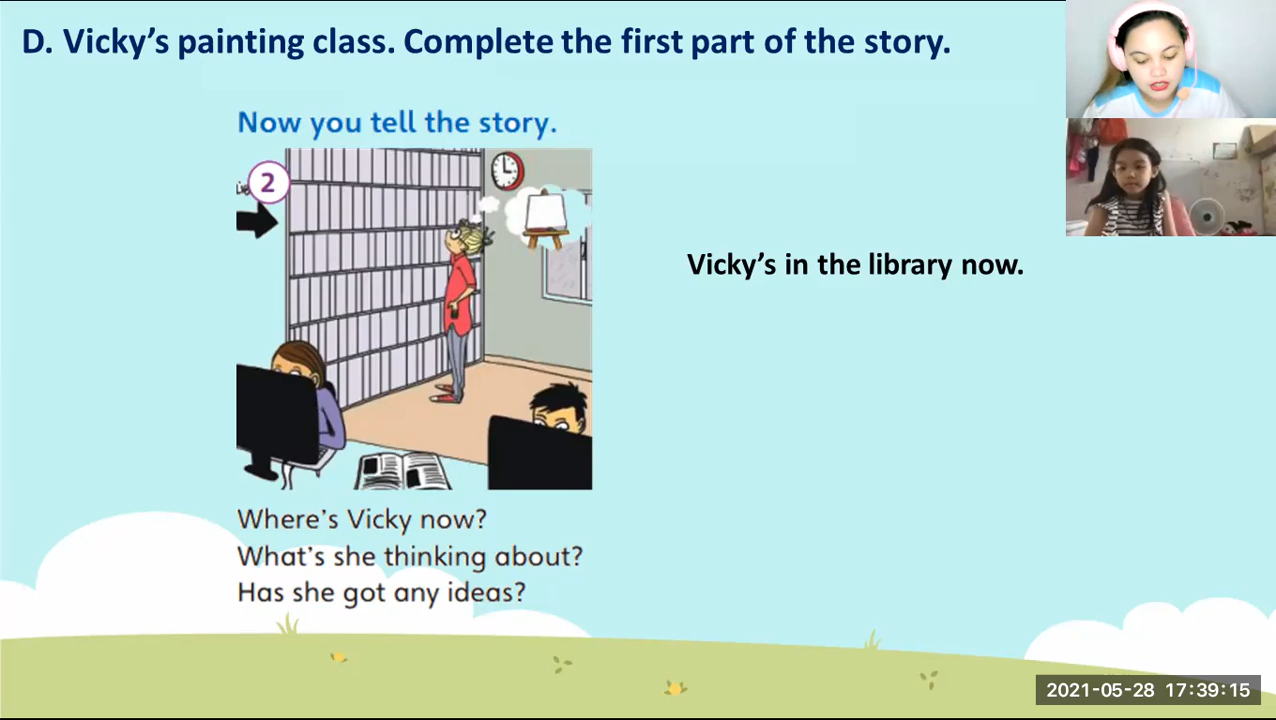 D. Vicky's painting class. Complete the first part of the story.
Now you tell the story.
2
Vicky's in the library now.
Where's Vicky now?
What's she thinking about?
Has she got any ideas?
2021-05-28 17:39:15